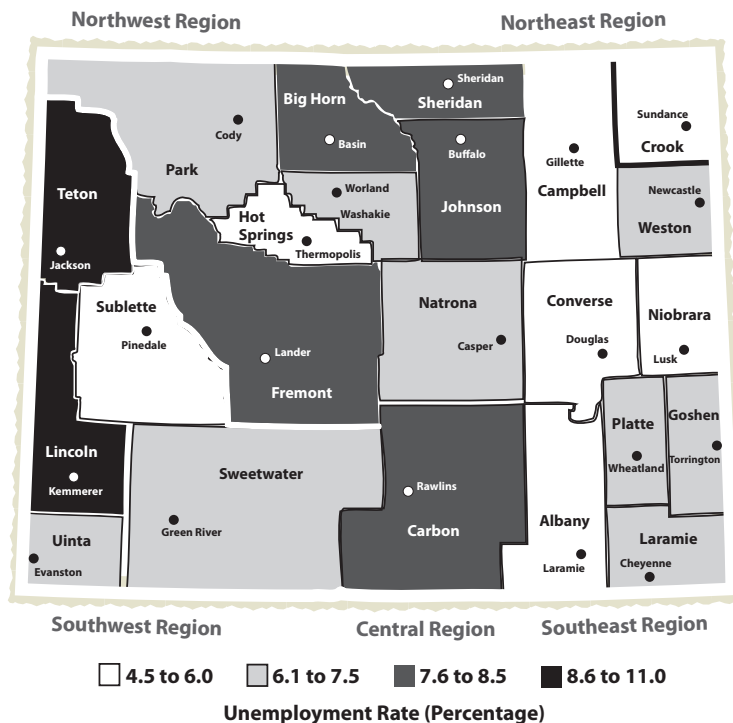 Northwest Region
Northeast Region
Big Horn
Sheridan
Sheridan
Cody
Basin
Buffalo
Sundance
Crook
Gillette
Campbell
Park
Teton
Worland
Washakie
Johnson
Newcastle
Weston
Hot
Springs
Thermopolis
Jackson
Sublette
Pinedale
Natrona
Casper
Converse
Douglas
Niobrara
Lusk
Lander
Fremont
Platte
Wheatland
Goshen
Torrington
Lincoln
Kemmerer
Sweetwater
Green River
Rawlins
Carbon
Albany
Laramie
Laramie
Cheyenne
Uinta
Evanston
Southwest Region
Central Region
Southeast Region
4.5 to 6.0
6.1 to 7.5
7.6 to 8.5
8.6 to 11.0
Unemployment Rate (Percentage)